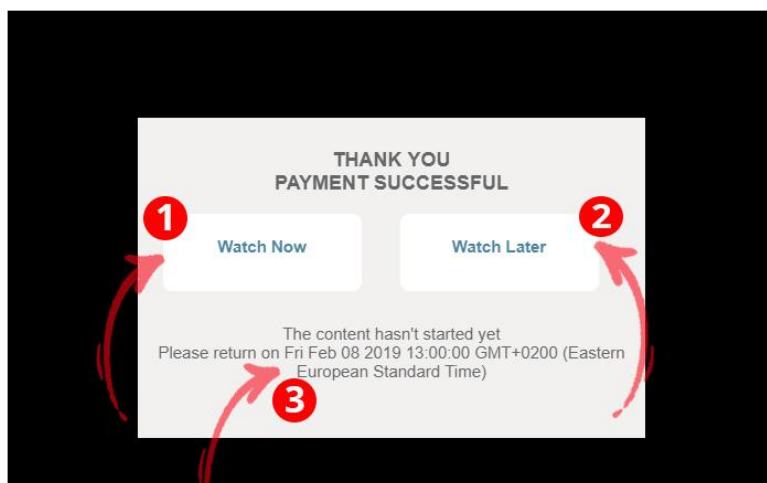 THANK YOU
PAYMENT SUCCESSFUL
1
2
Watch Now
Watch Later
The content hasn't started yet
Please return on Fri Feb 08 2019 13:00:00 GMT+0200 (Eastern
European Standard Time)
3